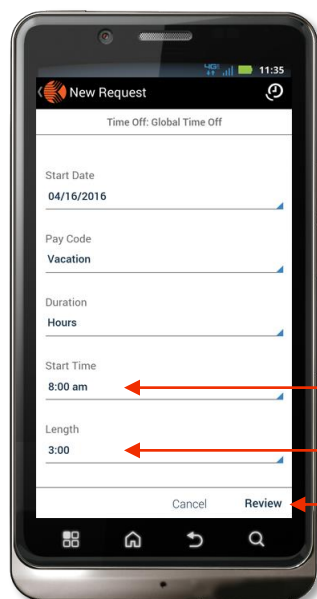 4G 11:35
New Request
Time Off: Global Time Off
Start Date
04/16/2016
Pay Code
Vacation
Duration
Hours
Start Time
8:00 am
Length
3:00
Cancel Review